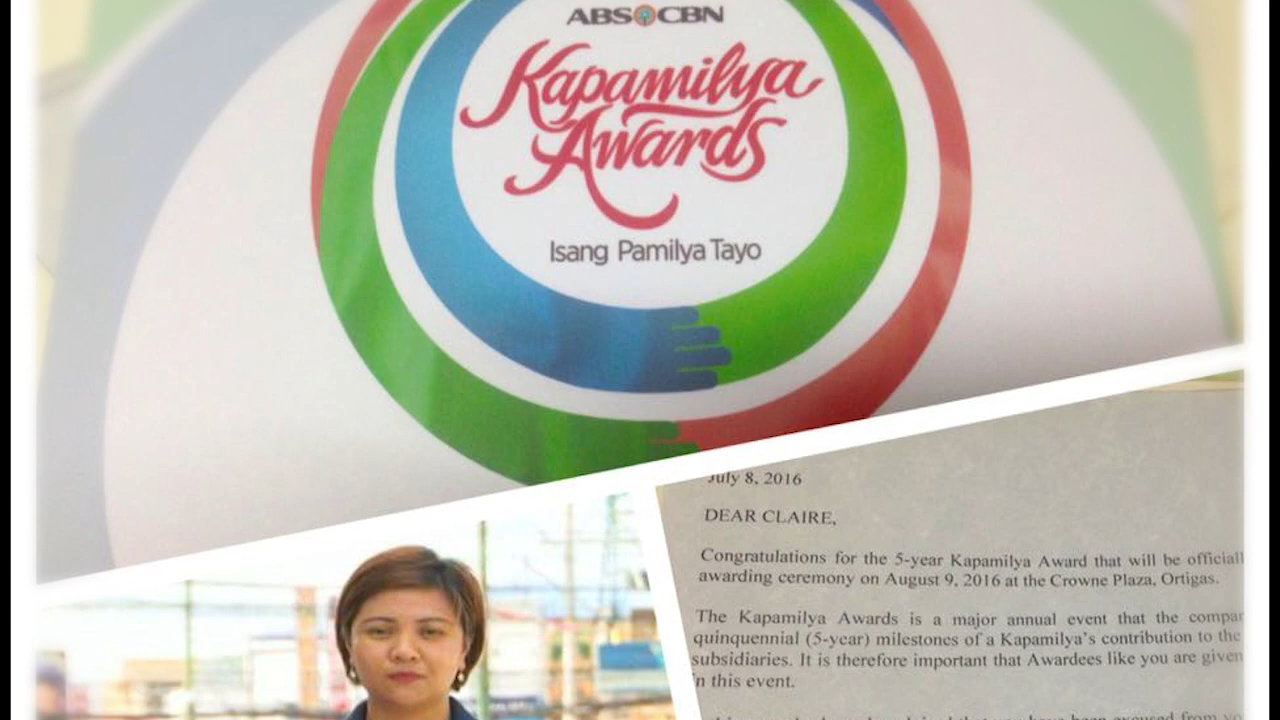 ABS CBN
Kapamilya
Awards
Isang Pamilya Tayo
July 8, 2016
DEAR CLAIRE,
Congratulations for the 5-year Kapamilya Award that will be official
awarding ceremony on August 9, 2016 at the Crowne Plaza, Ortigas.
The Kapamilya Awards is a major annual event that the compa
quinquennial (5-year) milestones of a Kapamilya's contribution to the
subsidiaries. It is therefore important that Awardees like you are given
n this event.